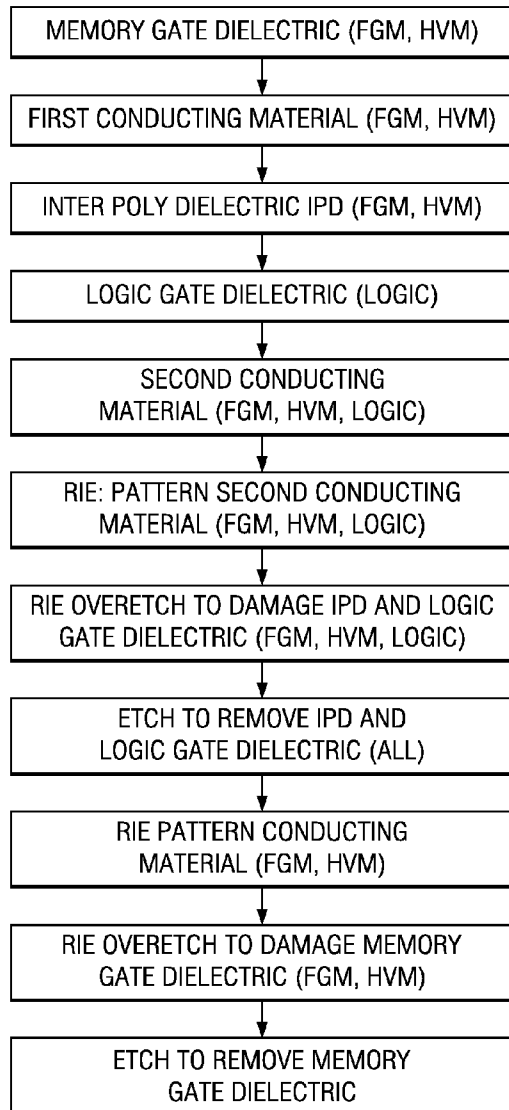 MEMORY GATE DIELECTRIC (FGM, HVM)
FIRST CONDUCTING MATERIAL (FGM, HVM)
INTER POLY DIELECTRIC IPD (FGM, HVM)
LOGIC GATE DIELECTRIC (LOGIC)
SECOND CONDUCTING
MATERIAL (FGM, HVM, LOGIC)
RIE: PATTERN SECOND CONDUCTING
MATERIAL (FGM, HVM, LOGIC)
RIE OVERETCH TO DAMAGE IPD AND LOGIC
GATE DIELECTRIC (FGM, HVM, LOGIC)
ETCH TO REMOVE IPD AND
LOGIC GATE DIELECTRIC (ALL)
RIE PATTERN CONDUCTING
MATERIAL (FGM, HVM)
RIE OVERETCH TO DAMAGE MEMORY
GATE DIELECTRIC (FGM, HVM)
ETCH TO REMOVE MEMORY
GATE DIELECTRIC